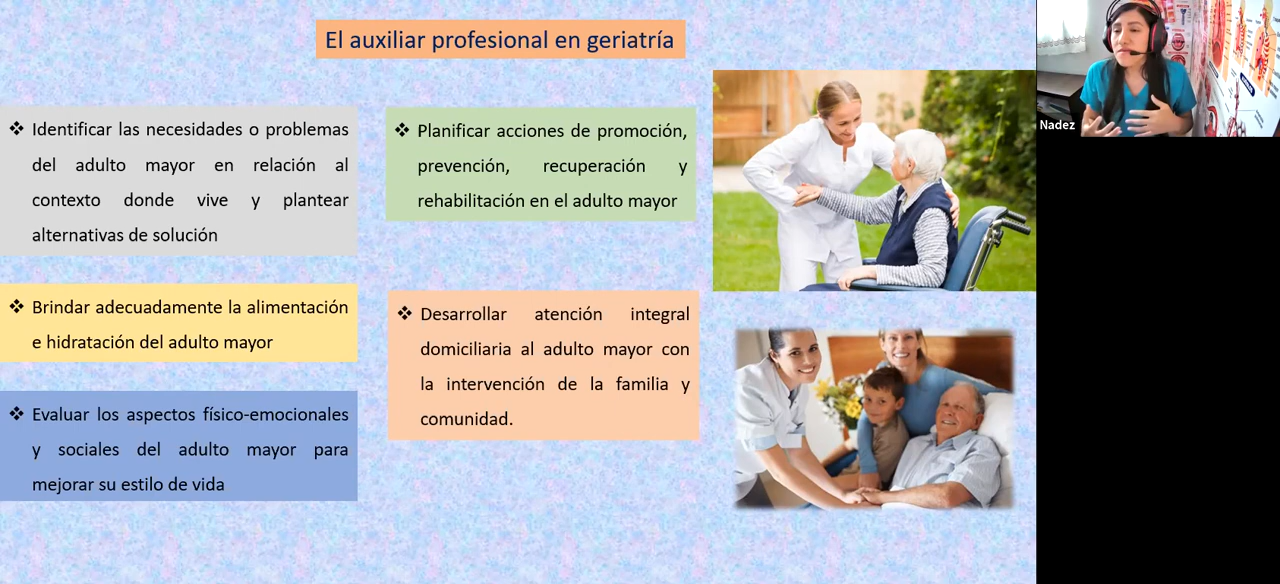 El auxiliar profesional en geriatría
❖ Identificar las necesidades o problemas
del adulto mayor en relación al
contexto donde vive y plantear
alternativas de solución
❖ Brindar adecuadamente la alimentación
e hidratación del adulto mayor
❖ Evaluar los aspectos físico-emocionales
y sociales del adulto mayor para
mejorar su estilo de vida
❖ Planificar acciones de promoción,
prevención, recuperación y
rehabilitación en el adulto mayor
❖ Desarrollar atención integral
domiciliaria al adulto mayor con
la intervención de la familia y
comunidad.
Nadez